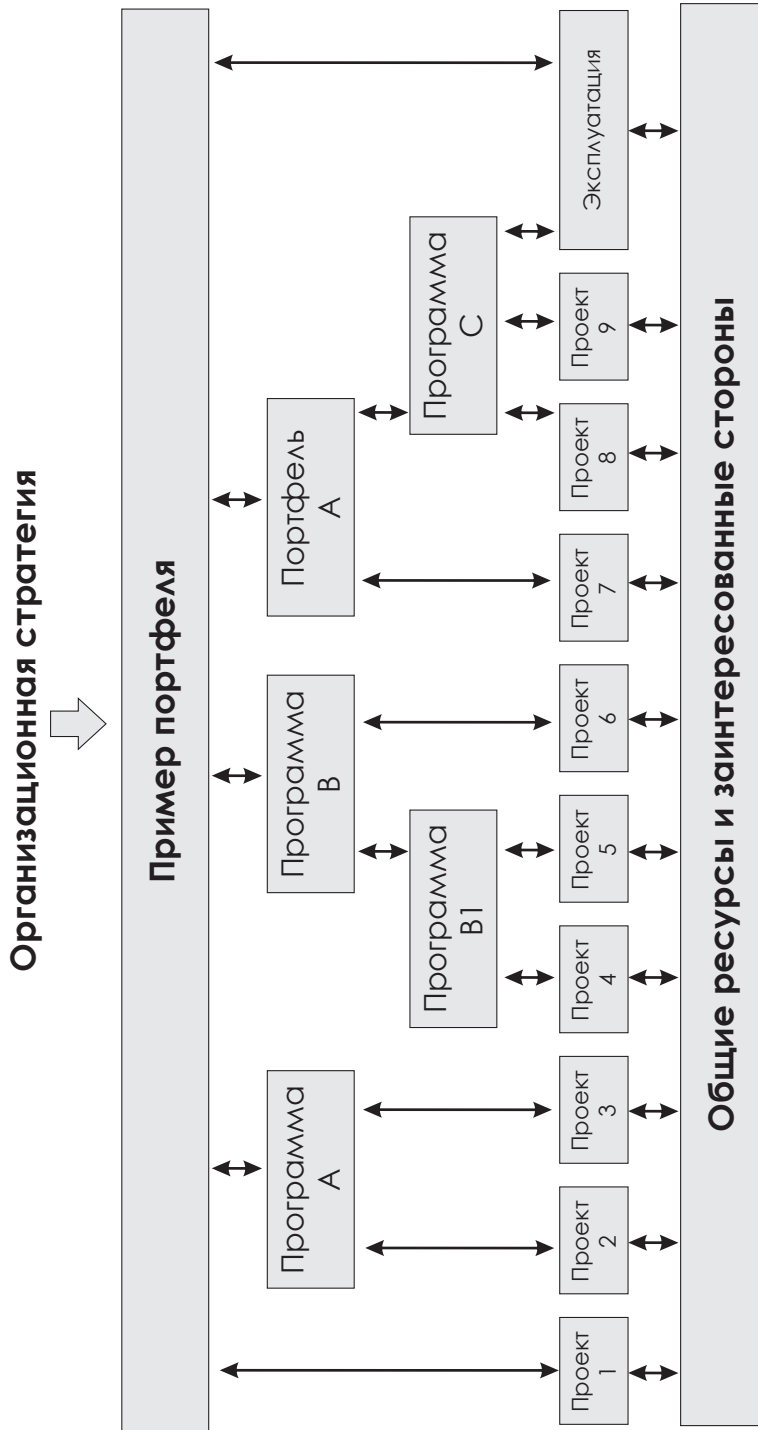 Организационная стратегия
Пример портфеля
Программа
A
Программа
B
Портфель
A
Программа
B1
Программа
C
Проект
1
Проект
2
Проект
3
Проект
4
Проект
5
Проект
6
Проект
7
Проект
8
Проект
9
Эксплуатация
Общие ресурсы и заинтересованные стороны